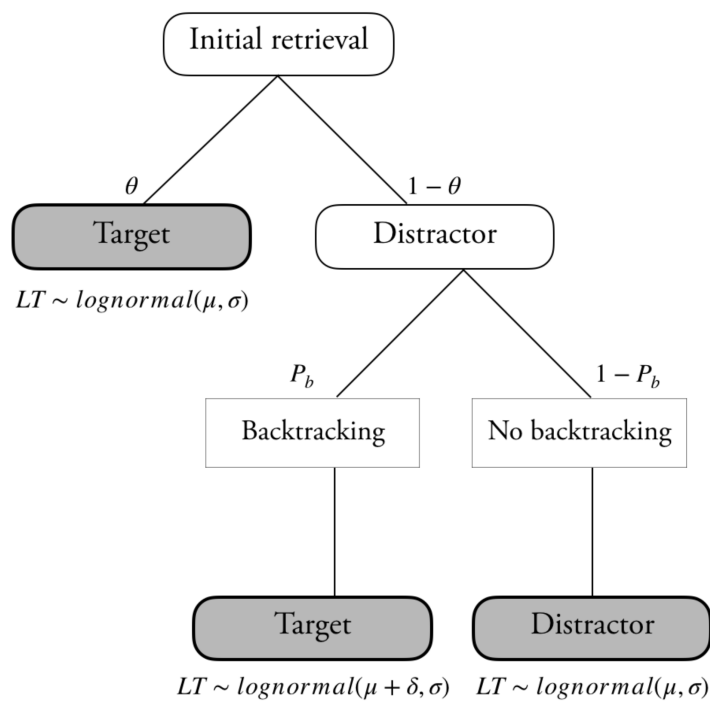 Initial retrieval
θ
1 − θ
Target
Distractor
LT ~ lognormal(μ, σ)
P_b
1 − P_b
Backtracking
No backtracking
Target
Distractor
LT ~ lognormal(μ + δ, σ)
LT ~ lognormal(μ, σ)